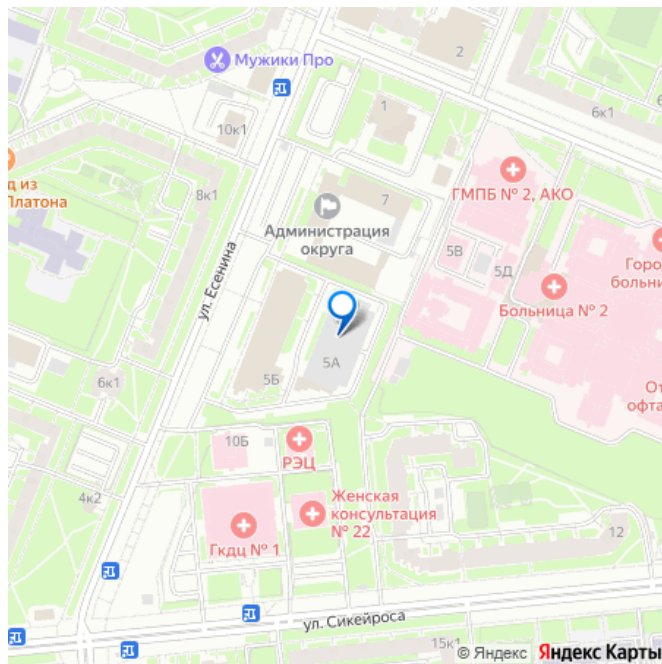 2
Мужики Про
6к1
10к1
1
д из
Платона
8к1
ГМПБ № 2, АКО
7
Администрация
округа
5В
5Д
Горо
больни
Больница № 2
ул. Есенина
5А
5Б
6к1
От
офта
10Б
РЭЦ
4к2
Женская
консультация
№ 22
Гкдц № 1
12
ул. Сикейроса
15к1
© Яндекс Яндекс Карты